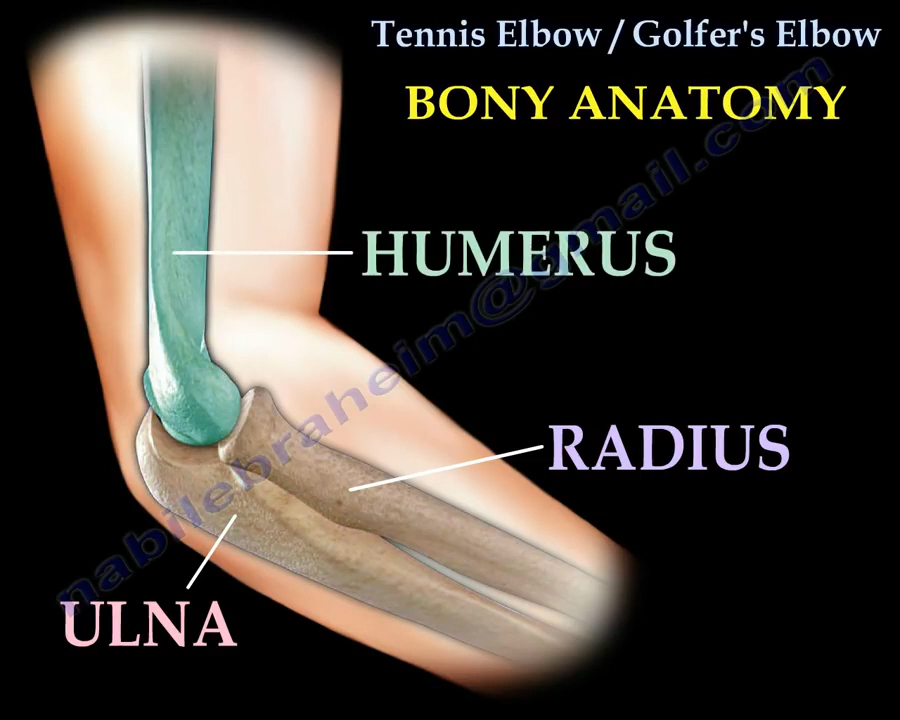 Tennis Elbow / Golfer's Elbow
BONY ANATOMY
HUMERUS
RADIUS
ULNA
nabilebraheim@gmail.com